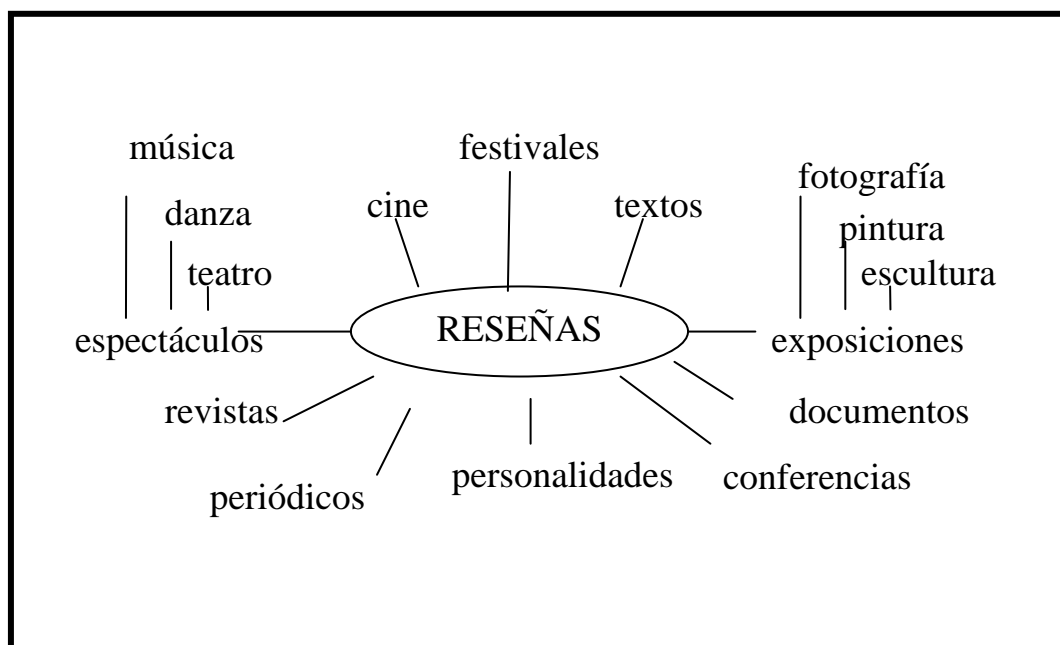 música
festivales
fotografía
cine
textos
danza
pintura
teatro
escultura
RESEÑAS
espectáculos
exposiciones
revistas
documentos
personalidades
conferencias
periódicos